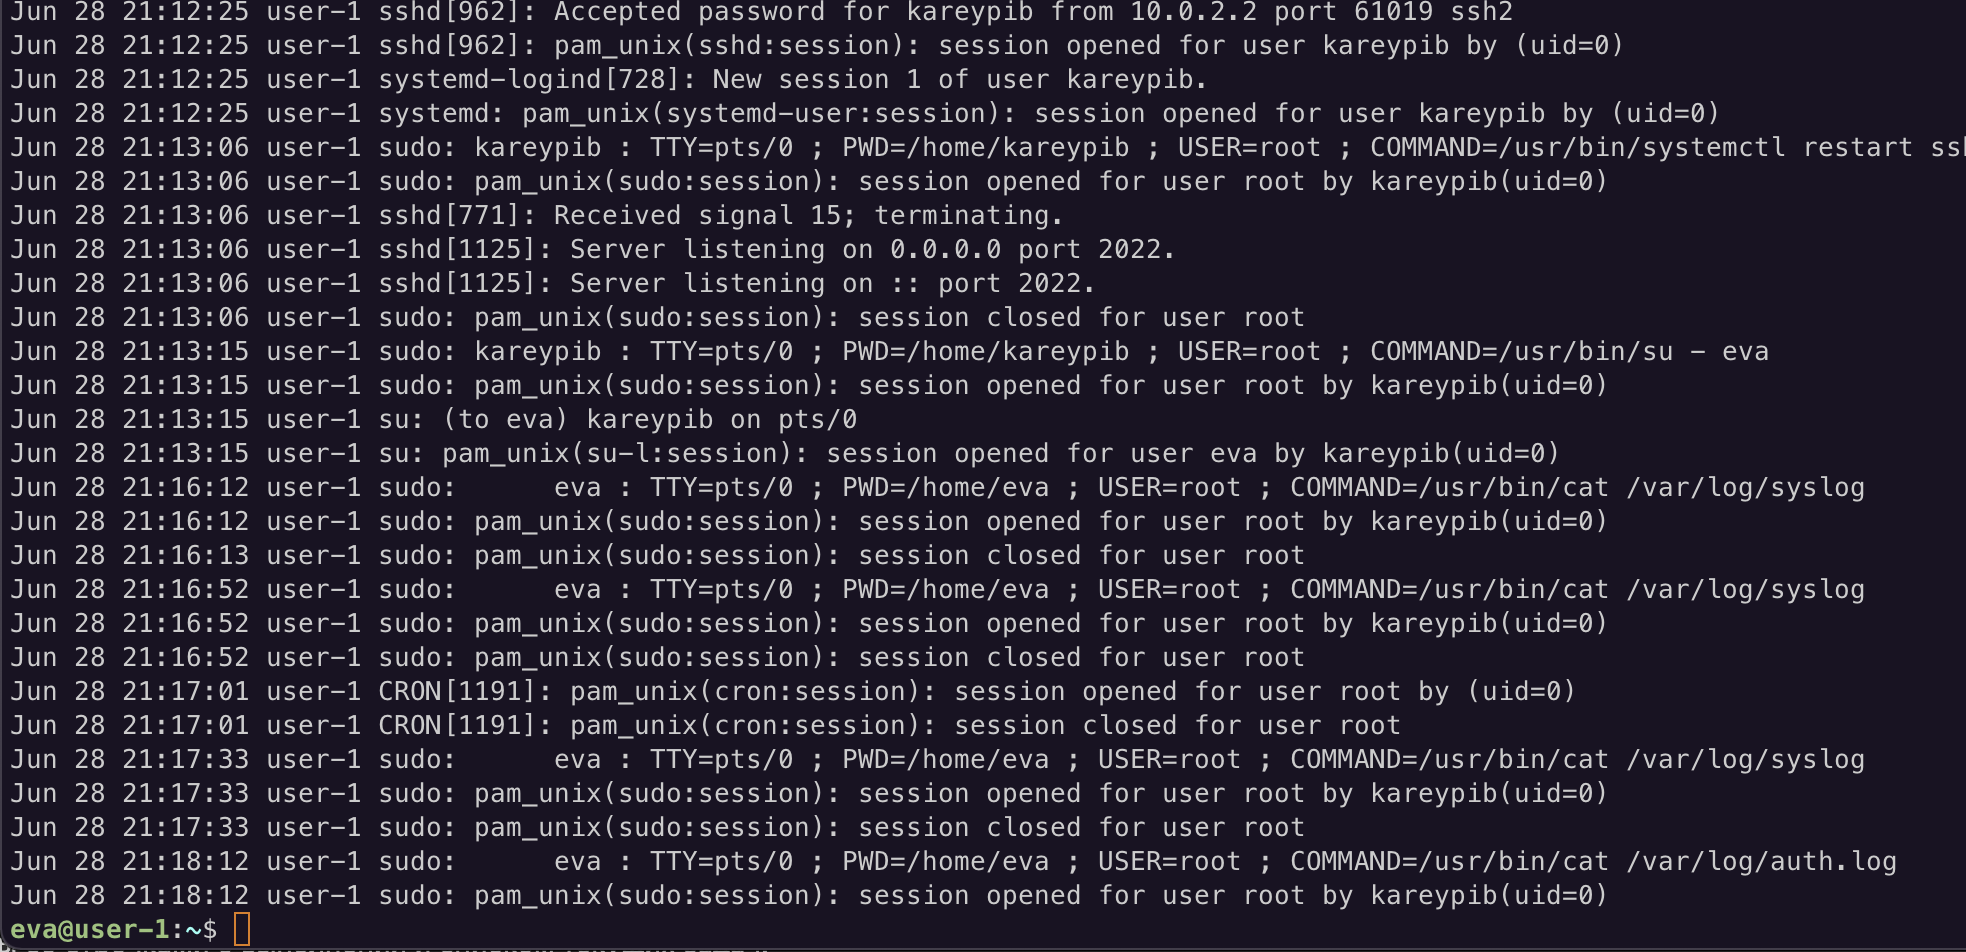 Jun 28 21:12:25 user-1 sshd[962]: Accepted password for kareypib from 10.0.2.2 port 61019 ssh2
Jun 28 21:12:25 user-1 sshd[962]: pam_unix(sshd:session): session opened for user kareypib by (uid=0)
Jun 28 21:12:25 user-1 systemd-logind[728]: New session 1 of user kareypib.
Jun 28 21:12:25 user-1 systemd: pam_unix(systemd-user:session): session opened for user kareypib by (uid=0)
Jun 28 21:13:06 user-1 sudo: kareypib : TTY=pts/0 ; PWD=/home/kareypib ; USER=root ; COMMAND=/usr/bin/systemctl restart ss
Jun 28 21:13:06 user-1 sudo: pam_unix(sudo:session): session opened for user root by kareypib(uid=0)
Jun 28 21:13:06 user-1 sshd[771]: Received signal 15; terminating.
Jun 28 21:13:06 user-1 sshd[1125]: Server listening on 0.0.0.0 port 2022.
Jun 28 21:13:06 user-1 sshd[1125]: Server listening on :: port 2022.
Jun 28 21:13:06 user-1 sudo: pam_unix(sudo:session): session closed for user root
Jun 28 21:13:15 user-1 sudo: kareypib : TTY=pts/0 ; PWD=/home/kareypib ; USER=root ; COMMAND=/usr/bin/su - eva
Jun 28 21:13:15 user-1 sudo: pam_unix(sudo:session): session opened for user root by kareypib(uid=0)
Jun 28 21:13:15 user-1 su: (to eva) kareypib on pts/0
Jun 28 21:13:15 user-1 su: pam_unix(su-l:session): session opened for user eva by kareypib(uid=0)
Jun 28 21:16:12 user-1 sudo:      eva : TTY=pts/0 ; PWD=/home/eva ; USER=root ; COMMAND=/usr/bin/cat /var/log/syslog
Jun 28 21:16:12 user-1 sudo: pam_unix(sudo:session): session opened for user root by kareypib(uid=0)
Jun 28 21:16:13 user-1 sudo: pam_unix(sudo:session): session closed for user root
Jun 28 21:16:52 user-1 sudo:      eva : TTY=pts/0 ; PWD=/home/eva ; USER=root ; COMMAND=/usr/bin/cat /var/log/syslog
Jun 28 21:16:52 user-1 sudo: pam_unix(sudo:session): session opened for user root by kareypib(uid=0)
Jun 28 21:16:52 user-1 sudo: pam_unix(sudo:session): session closed for user root
Jun 28 21:17:01 user-1 CRON[1191]: pam_unix(cron:session): session opened for user root by (uid=0)
Jun 28 21:17:01 user-1 CRON[1191]: pam_unix(cron:session): session closed for user root
Jun 28 21:17:33 user-1 sudo:      eva : TTY=pts/0 ; PWD=/home/eva ; USER=root ; COMMAND=/usr/bin/cat /var/log/syslog
Jun 28 21:17:33 user-1 sudo: pam_unix(sudo:session): session opened for user root by kareypib(uid=0)
Jun 28 21:17:33 user-1 sudo: pam_unix(sudo:session): session closed for user root
Jun 28 21:18:12 user-1 sudo:      eva : TTY=pts/0 ; PWD=/home/eva ; USER=root ; COMMAND=/usr/bin/cat /var/log/auth.log
Jun 28 21:18:12 user-1 sudo: pam_unix(sudo:session): session opened for user root by kareypib(uid=0)
eva@user-1:~$